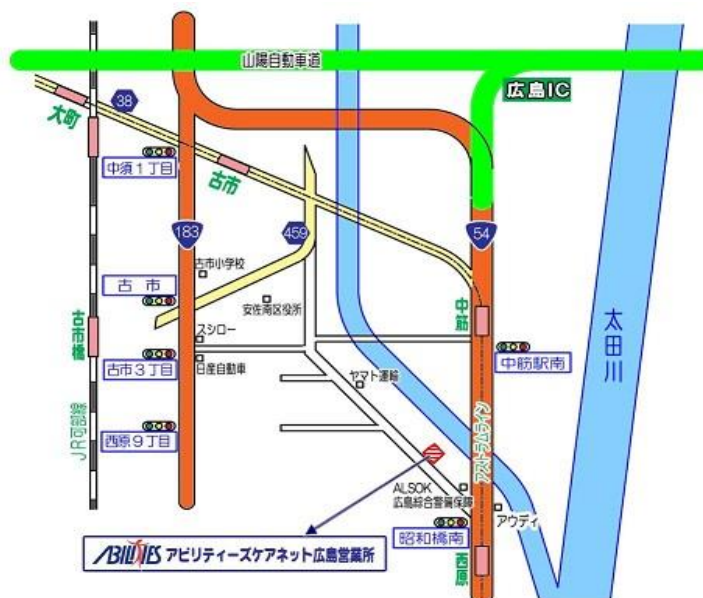 山陽自動車道
広島IC
38
大町
中須1丁目
古市
183
459
54
古市小学校
古市
安佐南区役所
中筋
太田川
スシロー
古市橋
古市3丁目
日産自動車
中筋駅南
ヤマト運輸
JR可部線
西原9丁目
アストラムライン
ALSOK
広島綜合警備保障
アウディ
昭和橋南
ABILITIES アビリティーズケアネット広島営業所
西原